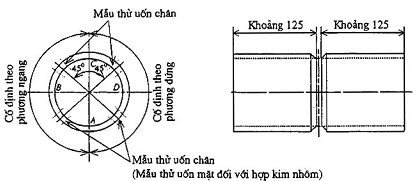 Mẫu thử uốn chân
Khoảng 125
Khoảng 125
Cố định theo
phương ngang
45°
45°
C
B
D
A
Cố định theo
phương đứng
Mẫu thử uốn chân
(Mẫu thử uốn mặt đối với hợp kim nhôm)